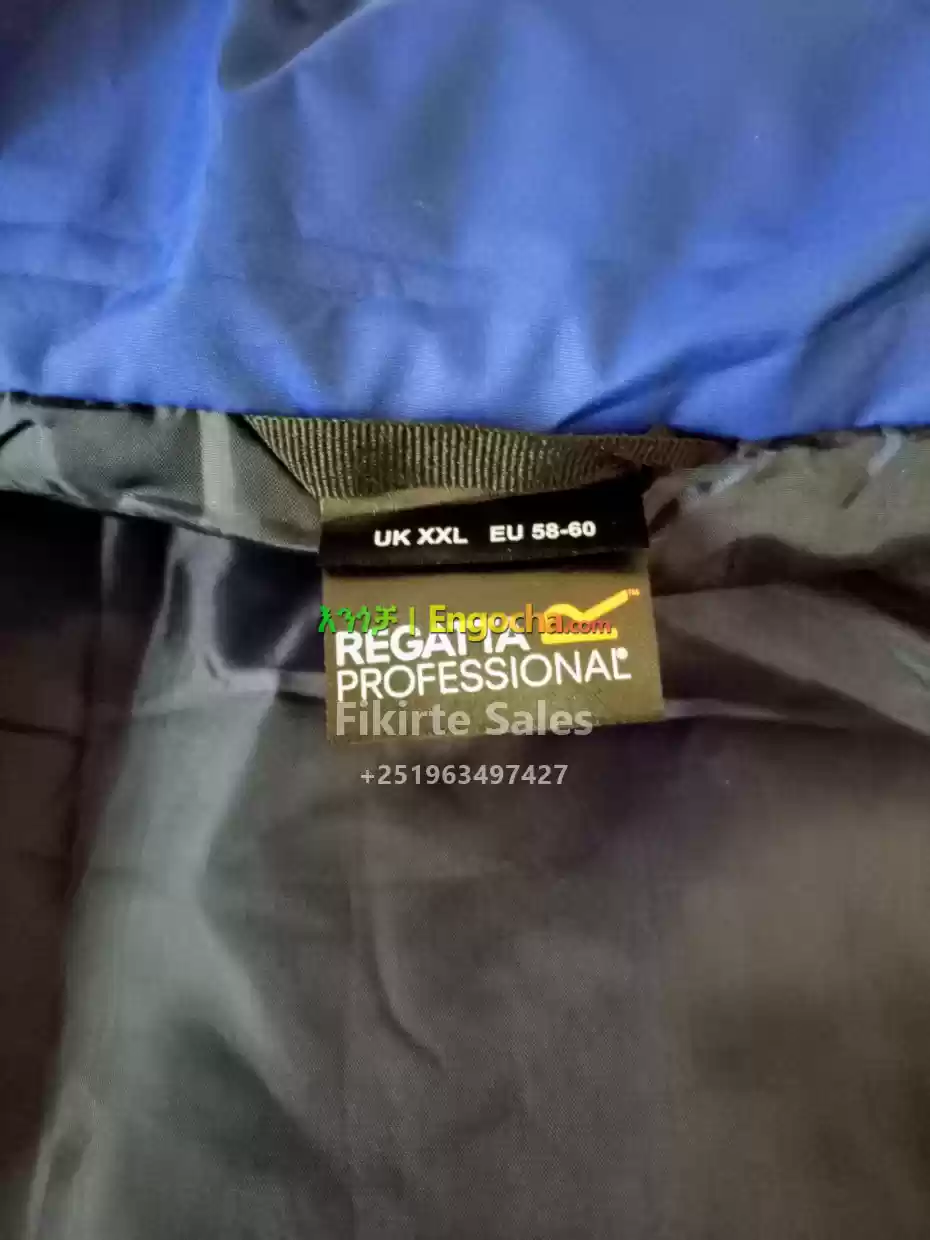 UK XXL EU 58-60
እንጎቻ | Engocha.com
REGATTA
PROFESSIONAL
Fikirte Sales
+251963497427